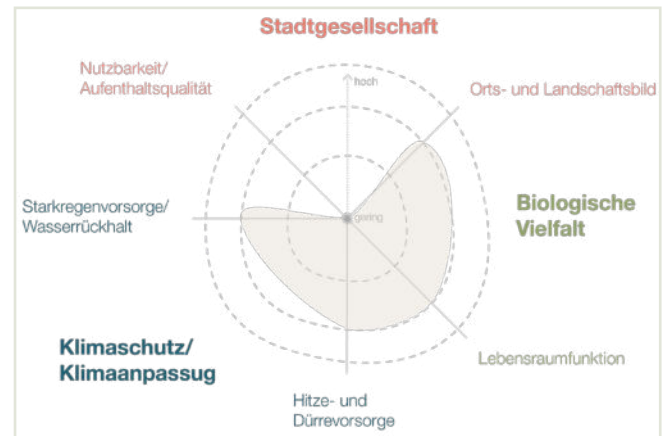 Stadtgesellschaft
Nutzbarkeit/
Aufenthaltsqualität
hoch
Orts- und Landschaftsbild
Starkregenvorsorge/
Wasserrückhalt
gering
Biologische
Vielfalt
Klimaschutz/
Klimaanpassug
Lebensraumfunktion
Hitze- und
Dürrevorsorge